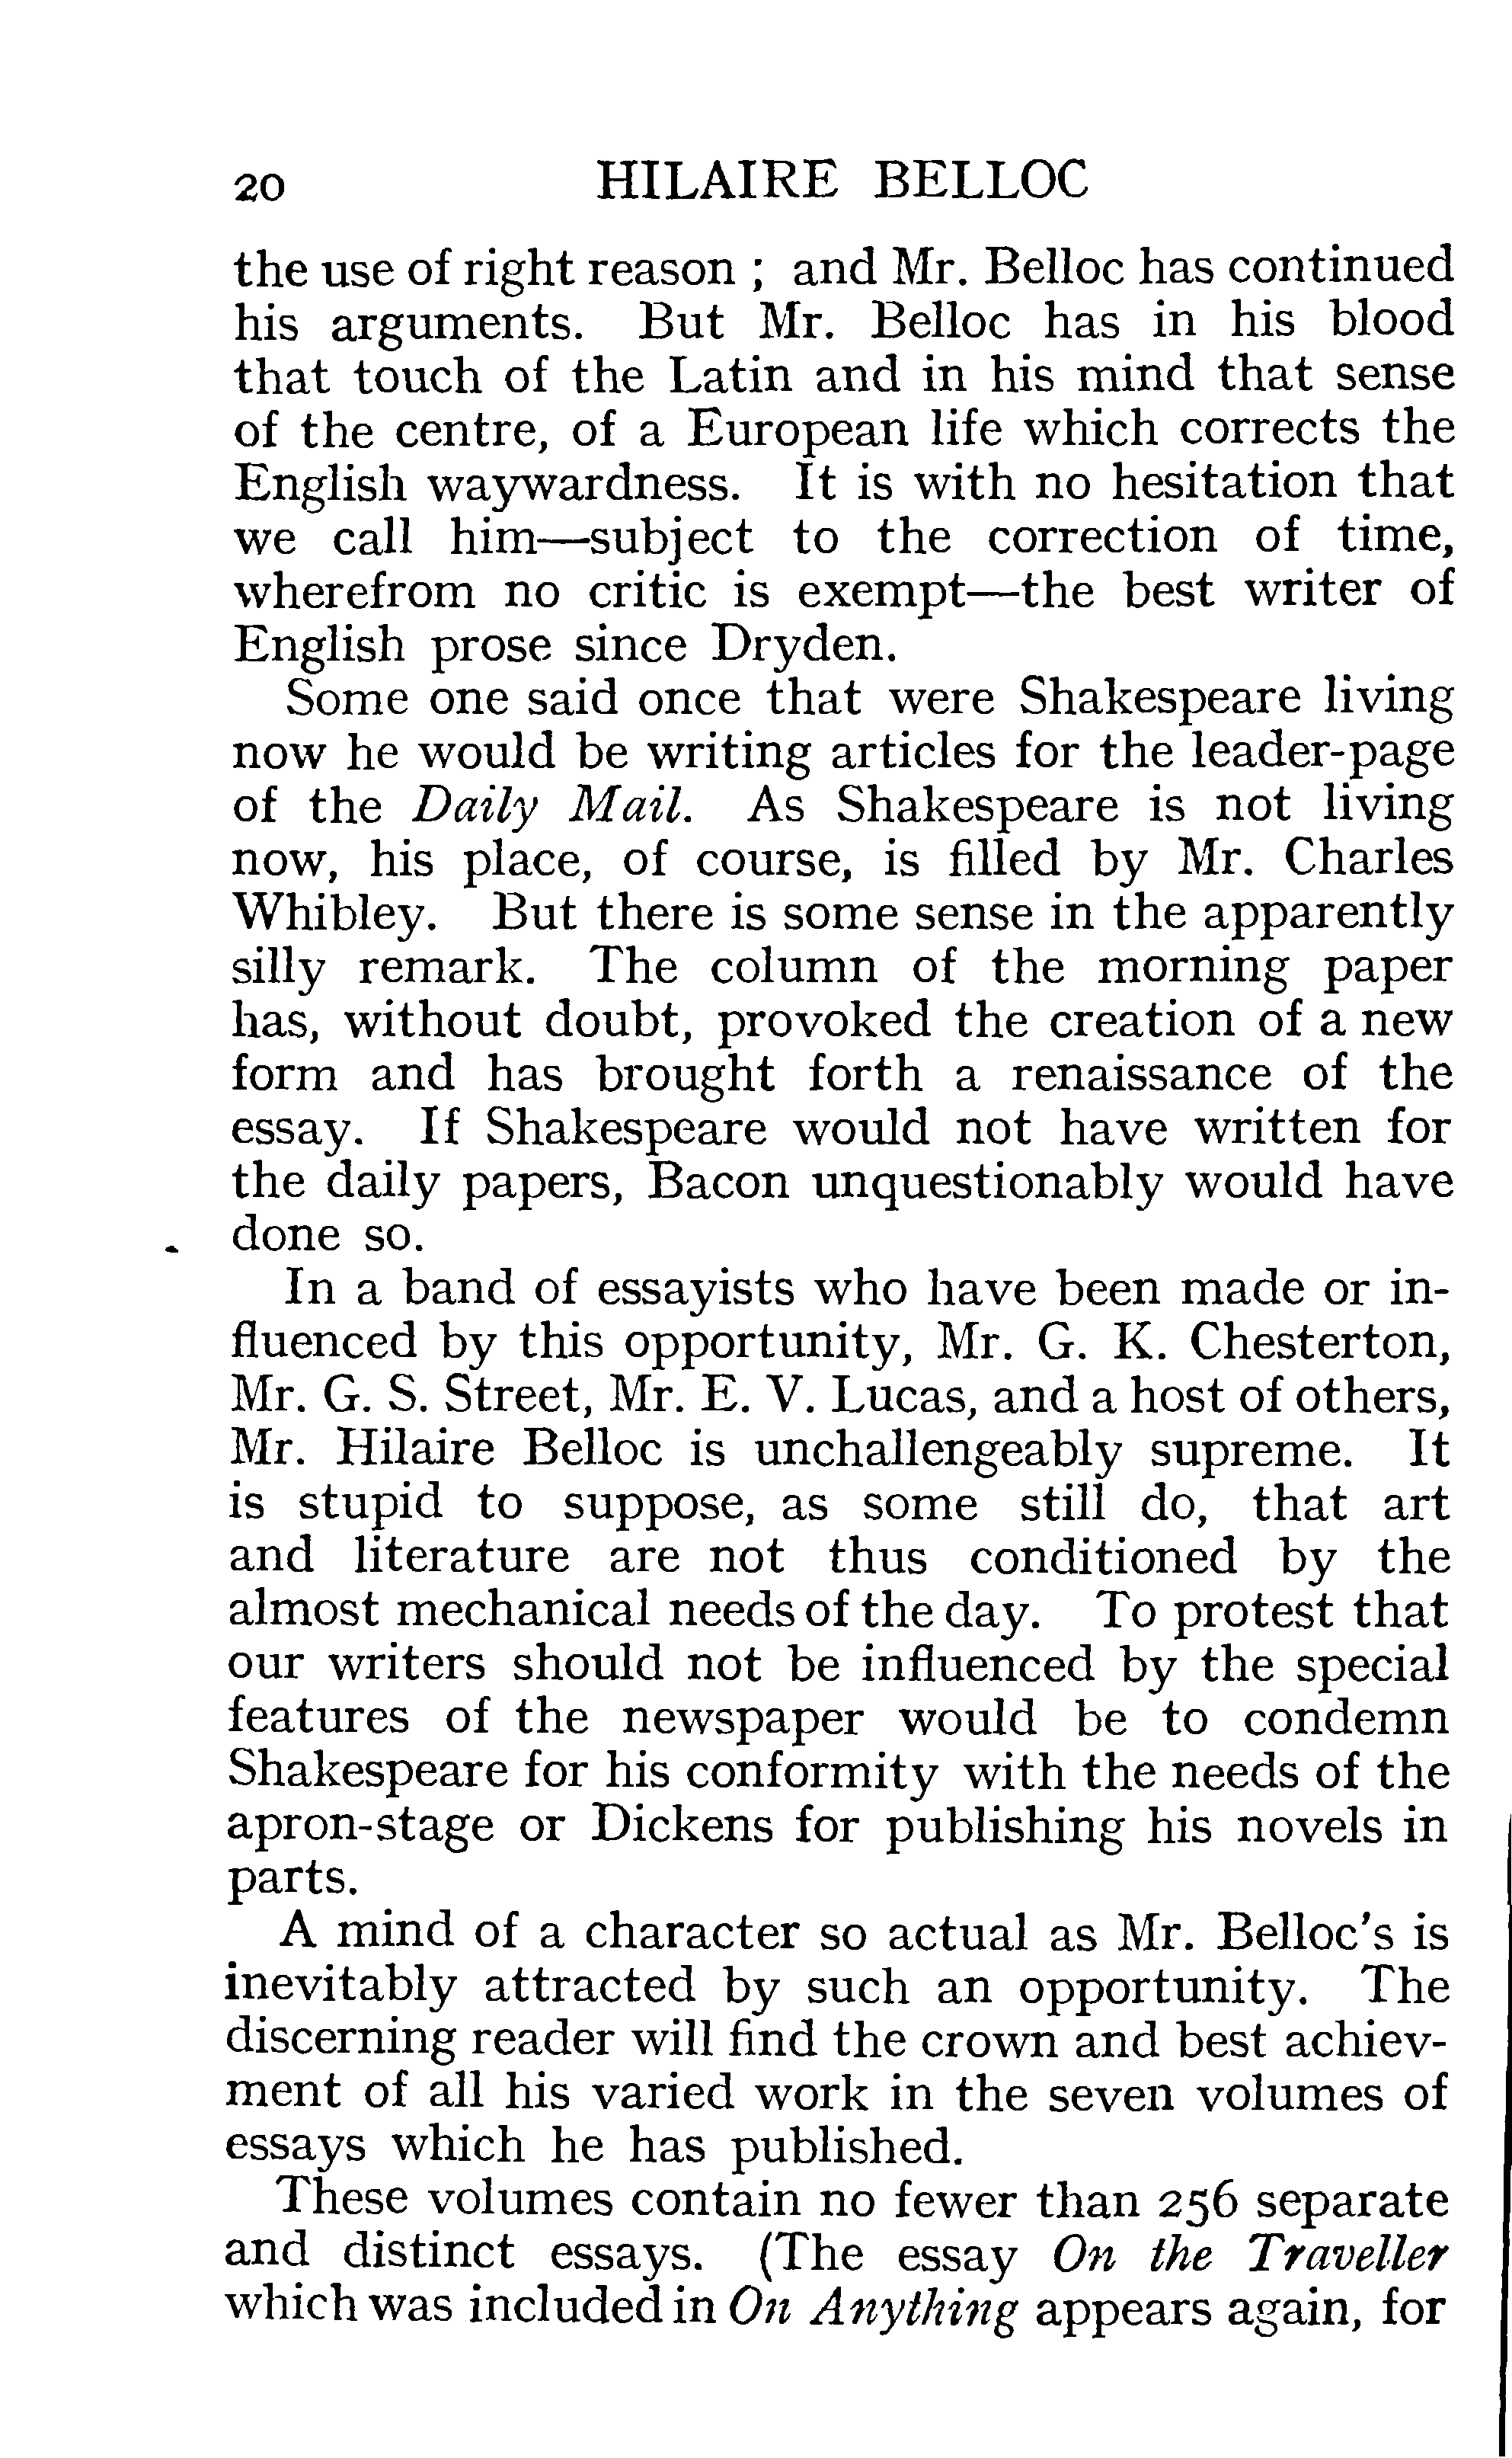 20 HILAIRE BELLOC
the use of right reason ; and Mr. Belloc has continued
his arguments. But Mr. Belloc has in his blood
that touch of the Latin and in his mind that sense
of the centre, of a European life which corrects the
English waywardness. It is with no hesitation that
we call him—subject to the correction of time,
wherefrom no critic is exempt—the best writer of
English prose since Dryden.
Some one said once that were Shakespeare living
now he would be writing articles for the leader-page
of the Daily Mail. As Shakespeare is not living
now, his place, of course, is filled by Mr. Charles
Whibley. But there is some sense in the apparently
silly remark. The column of the morning paper
has, without doubt, provoked the creation of a new
form and has brought forth a renaissance of the
essay. If Shakespeare would not have written for
the daily papers, Bacon unquestionably would have
done so.
In a band of essayists who have been made or in-
fluenced by this opportunity, Mr. G. K. Chesterton,
Mr. G. S. Street, Mr. E. V. Lucas, and a host of others,
Mr. Hilaire Belloc is unchallengeably supreme. It
is stupid to suppose, as some still do, that art
and literature are not thus conditioned by the
almost mechanical needs of the day. To protest that
our writers should not be influenced by the special
features of the newspaper would be to condemn
Shakespeare for his conformity with the needs of the
apron-stage or Dickens for publishing his novels in
parts.
A mind of a character so actual as Mr. Belloc's is
inevitably attracted by such an opportunity. The
discerning reader will find the crown and best achiev-
ment of all his varied work in the seven volumes of
essays which he has published.
These volumes contain no fewer than 256 separate
and distinct essays. (The essay On the Traveller
which was included in On Anything appears again, for